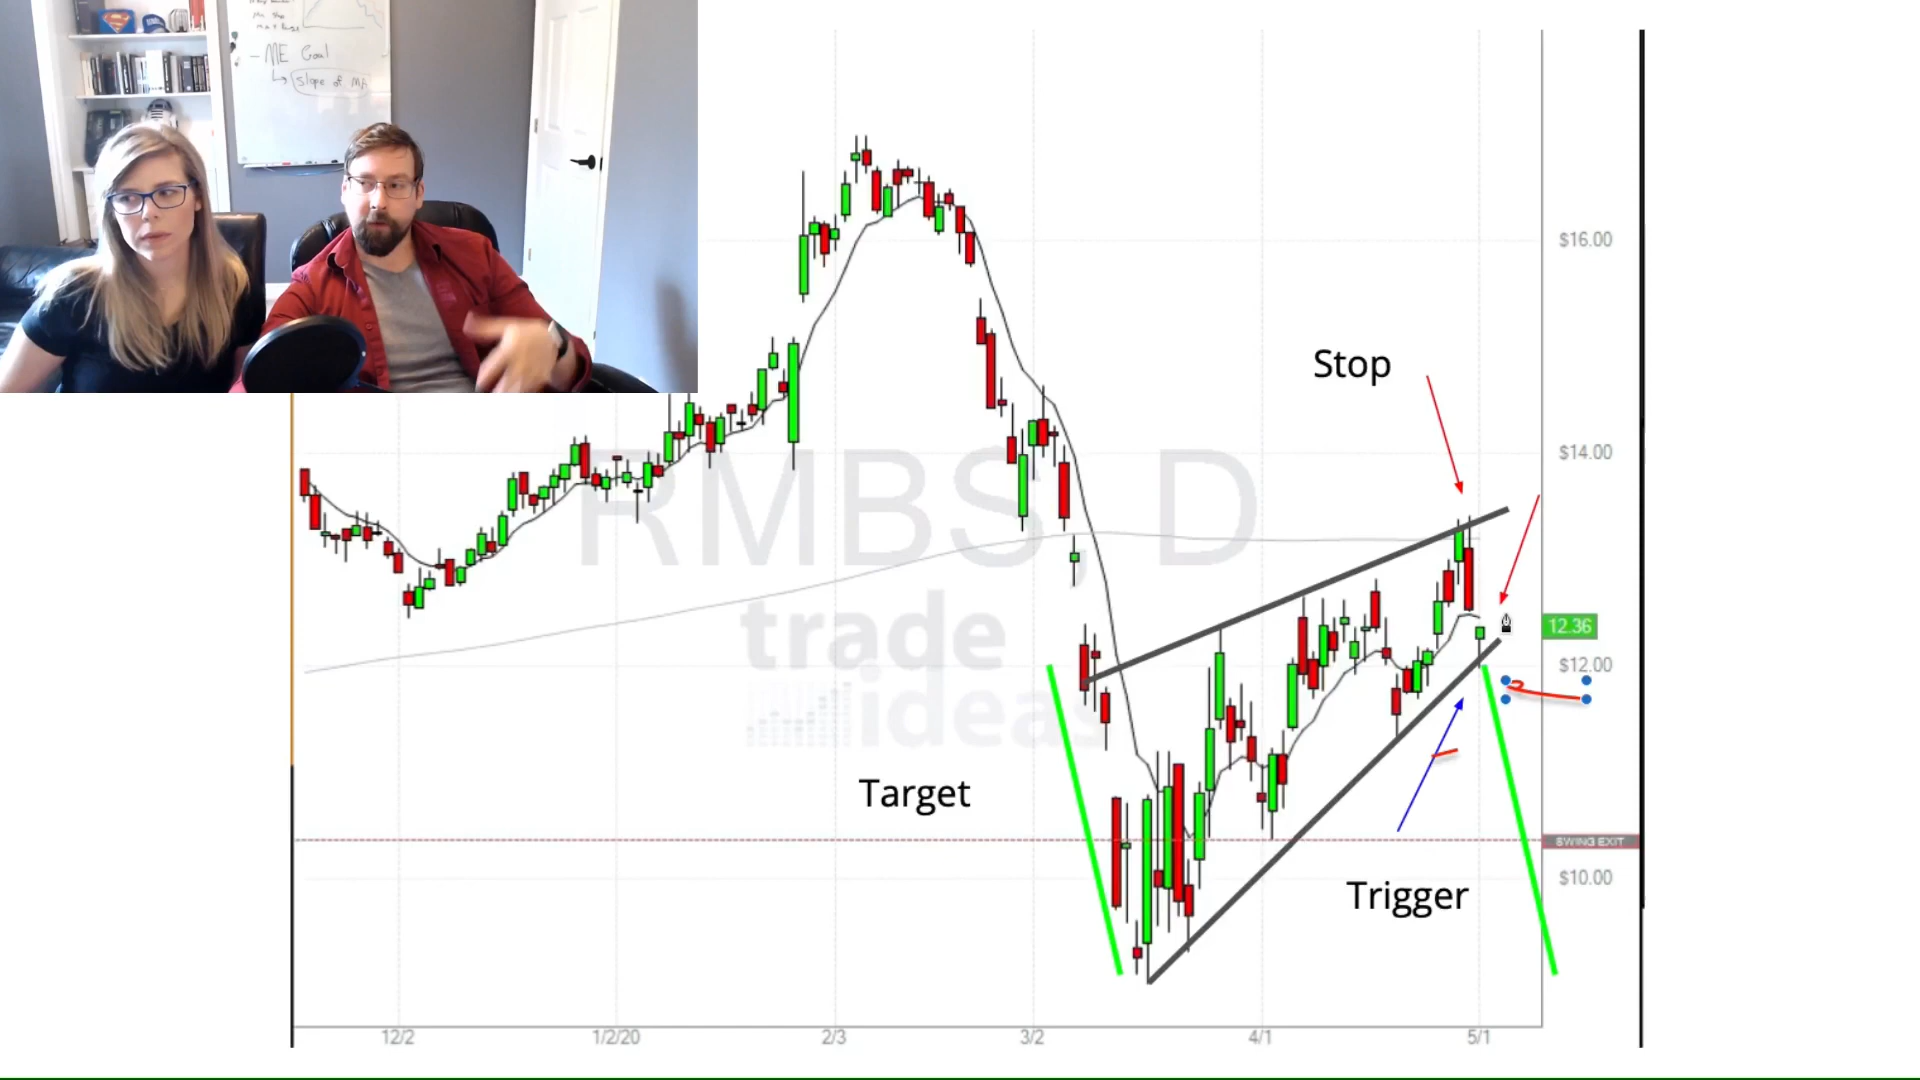 - ME Goal
Slope of MA
Stop
$16.00
$14.00
RMBS, D
12.36
$12.00
trade
ideas
Target
SWING EXIT
Trigger
$10.00
12/2
1/2/20
2/3
3/2
4/1
5/1